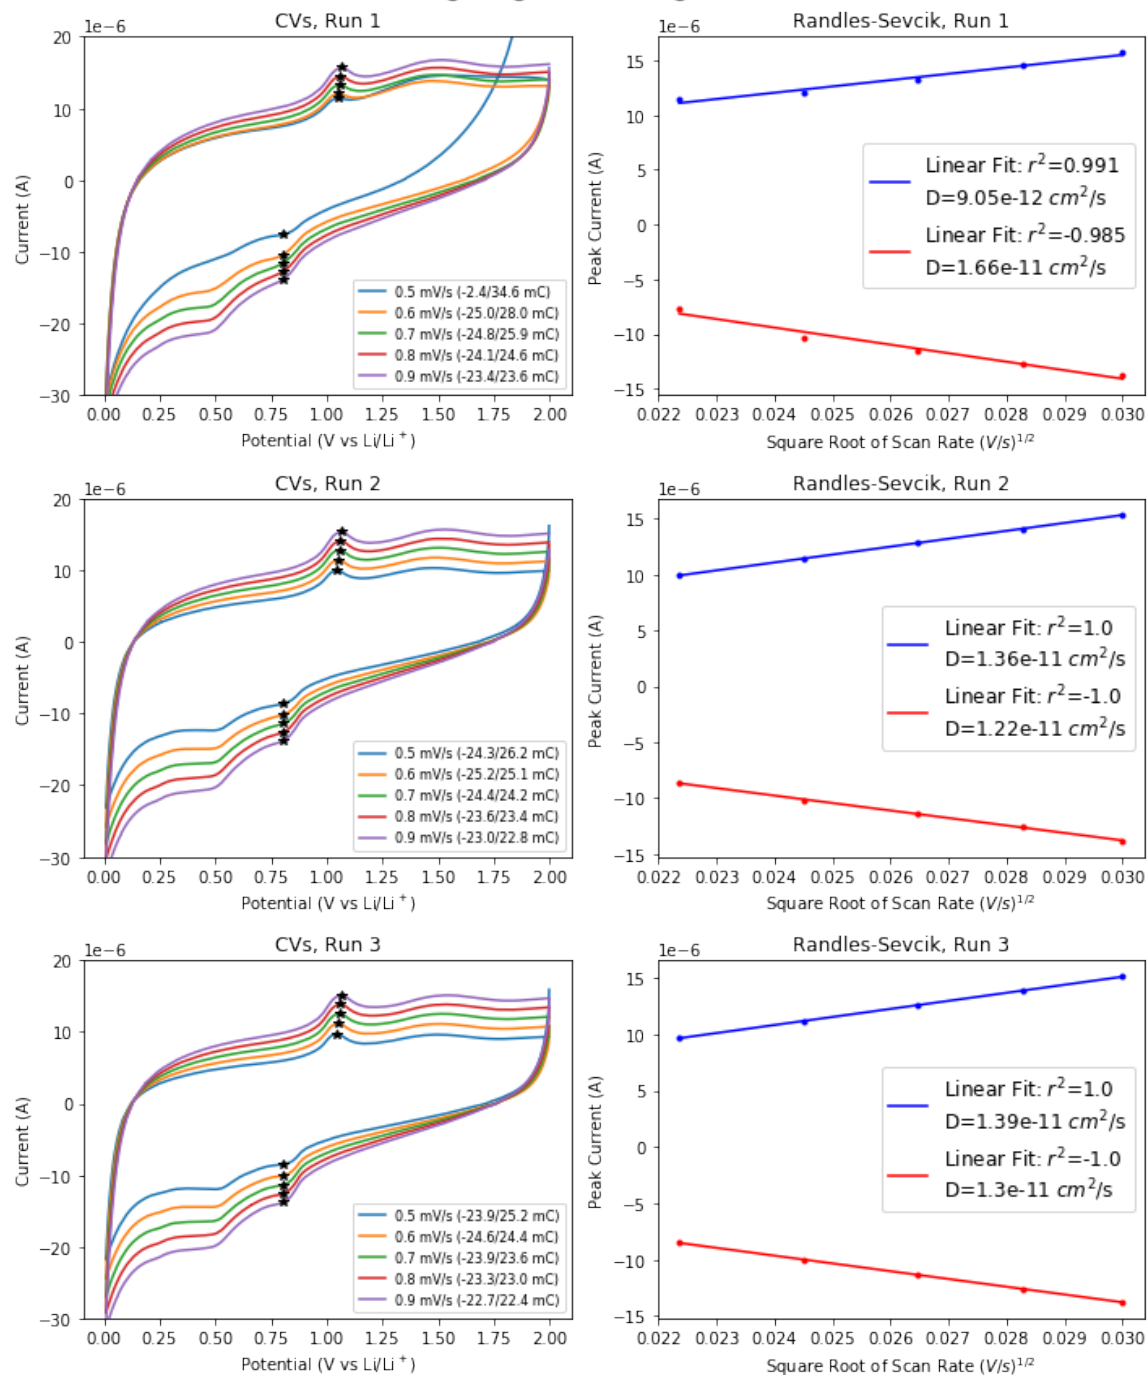 CVs, Run 1
1e−6
20
10
0
−10
−20
−30
Current (A)
0.5 mV/s (-2.4/34.6 mC)
0.6 mV/s (-25.0/28.0 mC)
0.7 mV/s (-24.8/25.9 mC)
0.8 mV/s (-24.1/24.6 mC)
0.9 mV/s (-23.4/23.6 mC)
0.00 0.25 0.50 0.75 1.00 1.25 1.50 1.75 2.00
Potential (V vs Li/Li⁺)
Randles-Sevcik, Run 1
1e−6
15
10
5
0
−5
−10
−15
Peak Current (A)
Linear Fit: r²=0.991
D=9.05e-12 cm²/s
Linear Fit: r²=-0.985
D=1.66e-11 cm²/s
0.022 0.023 0.024 0.025 0.026 0.027 0.028 0.029 0.030
Square Root of Scan Rate (V/s)¹/²
CVs, Run 2
1e−6
20
10
0
−10
−20
−30
Current (A)
0.5 mV/s (-24.3/26.2 mC)
0.6 mV/s (-25.2/25.1 mC)
0.7 mV/s (-24.4/24.2 mC)
0.8 mV/s (-23.6/23.4 mC)
0.9 mV/s (-23.0/22.8 mC)
0.00 0.25 0.50 0.75 1.00 1.25 1.50 1.75 2.00
Potential (V vs Li/Li⁺)
Randles-Sevcik, Run 2
1e−6
15
10
5
0
−5
−10
−15
Peak Current (A)
Linear Fit: r²=1.0
D=1.36e-11 cm²/s
Linear Fit: r²=-1.0
D=1.22e-11 cm²/s
0.022 0.023 0.024 0.025 0.026 0.027 0.028 0.029 0.030
Square Root of Scan Rate (V/s)¹/²
CVs, Run 3
1e−6
20
10
0
−10
−20
−30
Current (A)
0.5 mV/s (-23.9/25.2 mC)
0.6 mV/s (-24.6/24.4 mC)
0.7 mV/s (-23.9/23.6 mC)
0.8 mV/s (-23.3/23.0 mC)
0.9 mV/s (-22.7/22.4 mC)
0.00 0.25 0.50 0.75 1.00 1.25 1.50 1.75 2.00
Potential (V vs Li/Li⁺)
Randles-Sevcik, Run 3
1e−6
15
10
5
0
−5
−10
−15
Peak Current (A)
Linear Fit: r²=1.0
D=1.39e-11 cm²/s
Linear Fit: r²=-1.0
D=1.3e-11 cm²/s
0.022 0.023 0.024 0.025 0.026 0.027 0.028 0.029 0.030
Square Root of Scan Rate (V/s)¹/²